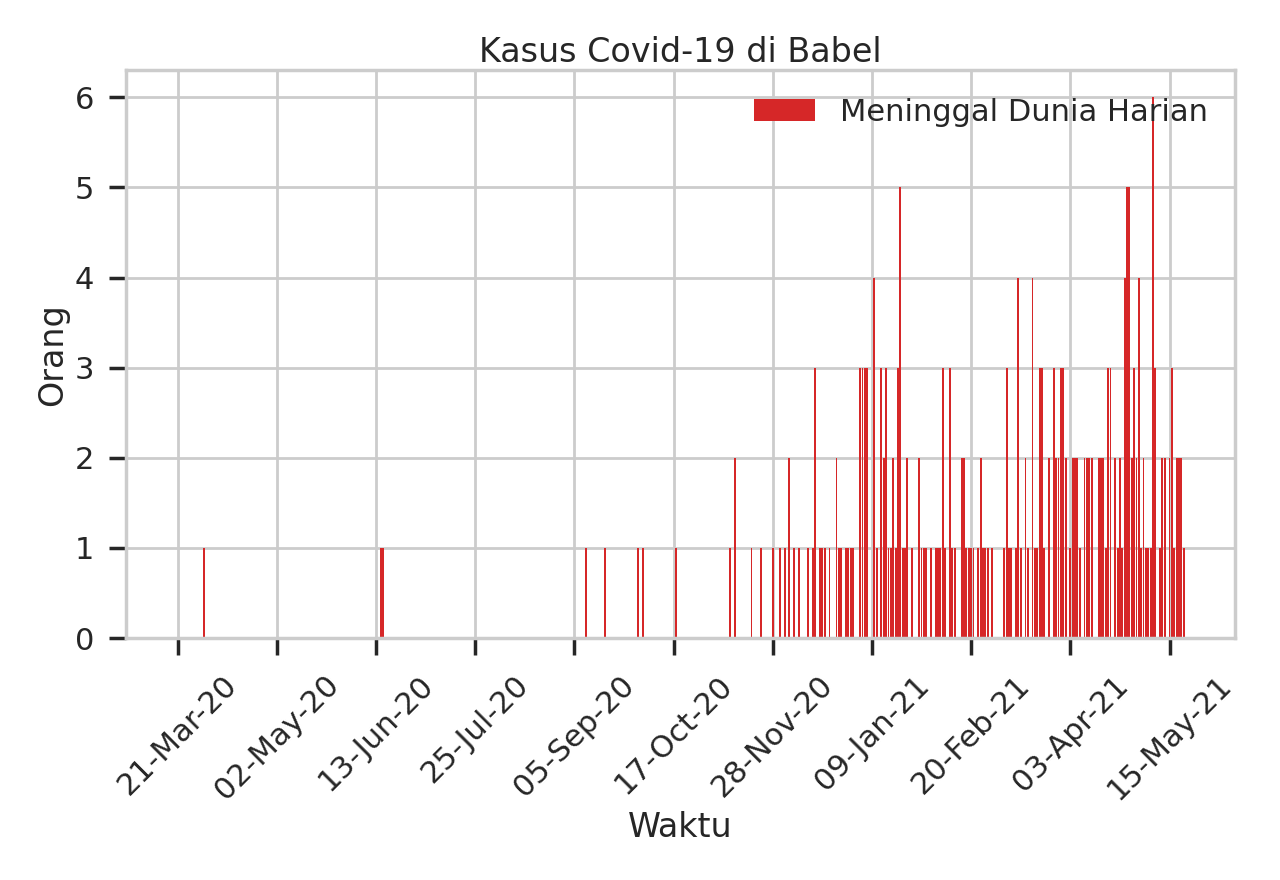 Kasus Covid-19 di Babel
Meninggal Dunia Harian
Orang
6
5
4
3
2
1
0
21-Mar-20
02-May-20
13-Jun-20
25-Jul-20
05-Sep-20
17-Oct-20
28-Nov-20
09-Jan-21
20-Feb-21
03-Apr-21
15-May-21
Waktu